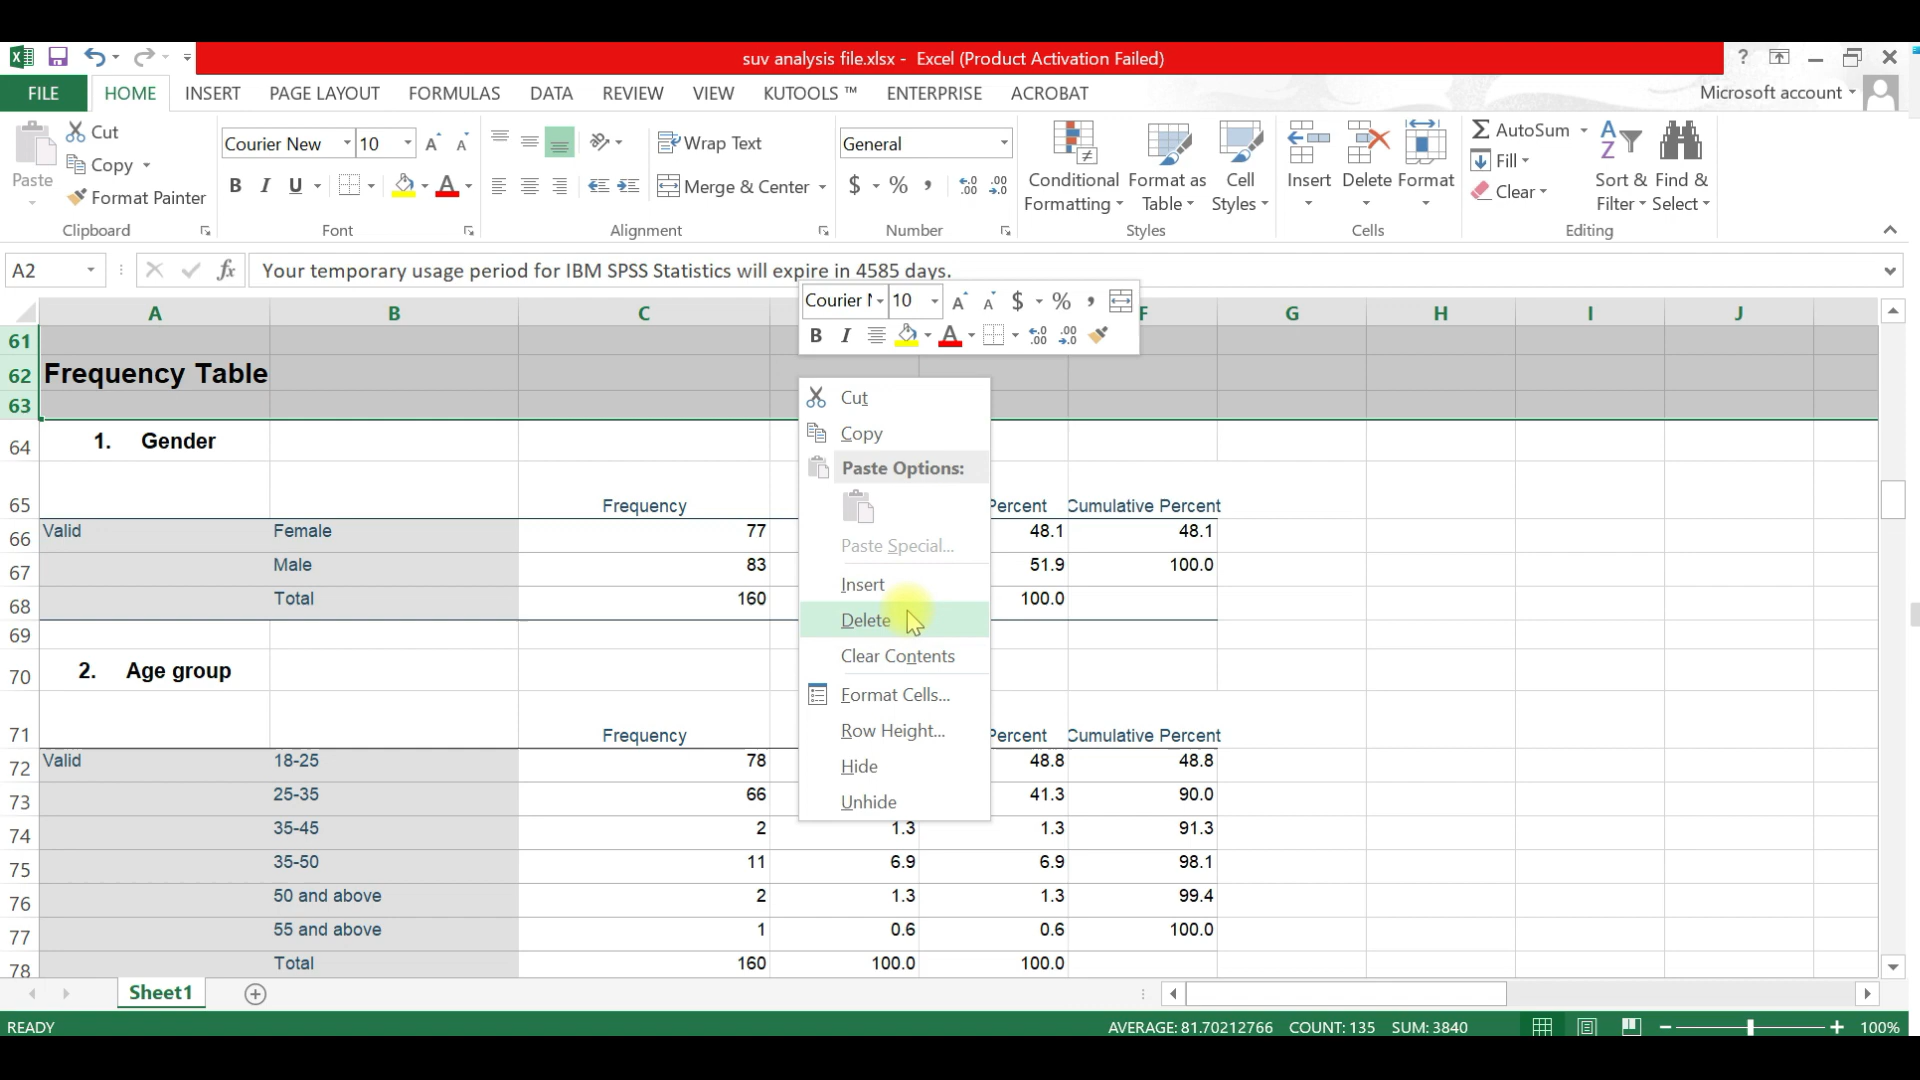 suv analysis file.xlsx - Excel (Product Activation Failed)
?
FILE HOME INSERT PAGE LAYOUT FORMULAS DATA REVIEW VIEW KUTOOLS ™ ENTERPRISE ACROBAT Microsoft account
Paste
Cut
Copy
Format Painter
Clipboard
Courier New 10
B I U
Font
Wrap Text
Merge & Center
Alignment
General
$ % ,
Number
Conditional Formatting
Format as Table
Cell Styles
Styles
Insert Delete Format
Cells
AutoSum
Fill
Clear
Sort & Filter
Find & Select
Editing
A2 fx Your temporary usage period for IBM SPSS Statistics will expire in 4585 days.
Courier 10 $ % ,
B I
A B C F G H I J
61
62 Frequency Table
63
64 1. Gender
65 Frequency Percent Cumulative Percent
66 Valid Female 77 48.1 48.1
67 Male 83 51.9 100.0
68 Total 160 100.0
69
70 2. Age group
71 Frequency Percent Cumulative Percent
72 Valid 18-25 78 48.8 48.8
73 25-35 66 41.3 90.0
74 35-45 2 1.3 1.3 91.3
75 35-50 11 6.9 6.9 98.1
76 50 and above 2 1.3 1.3 99.4
77 55 and above 1 0.6 0.6 100.0
78 Total 160 100.0 100.0
Cut
Copy
Paste Options:
Paste Special...
Insert
Delete
Clear Contents
Format Cells...
Row Height...
Hide
Unhide
Sheet1
READY AVERAGE: 81.70212766 COUNT: 135 SUM: 3840 100%